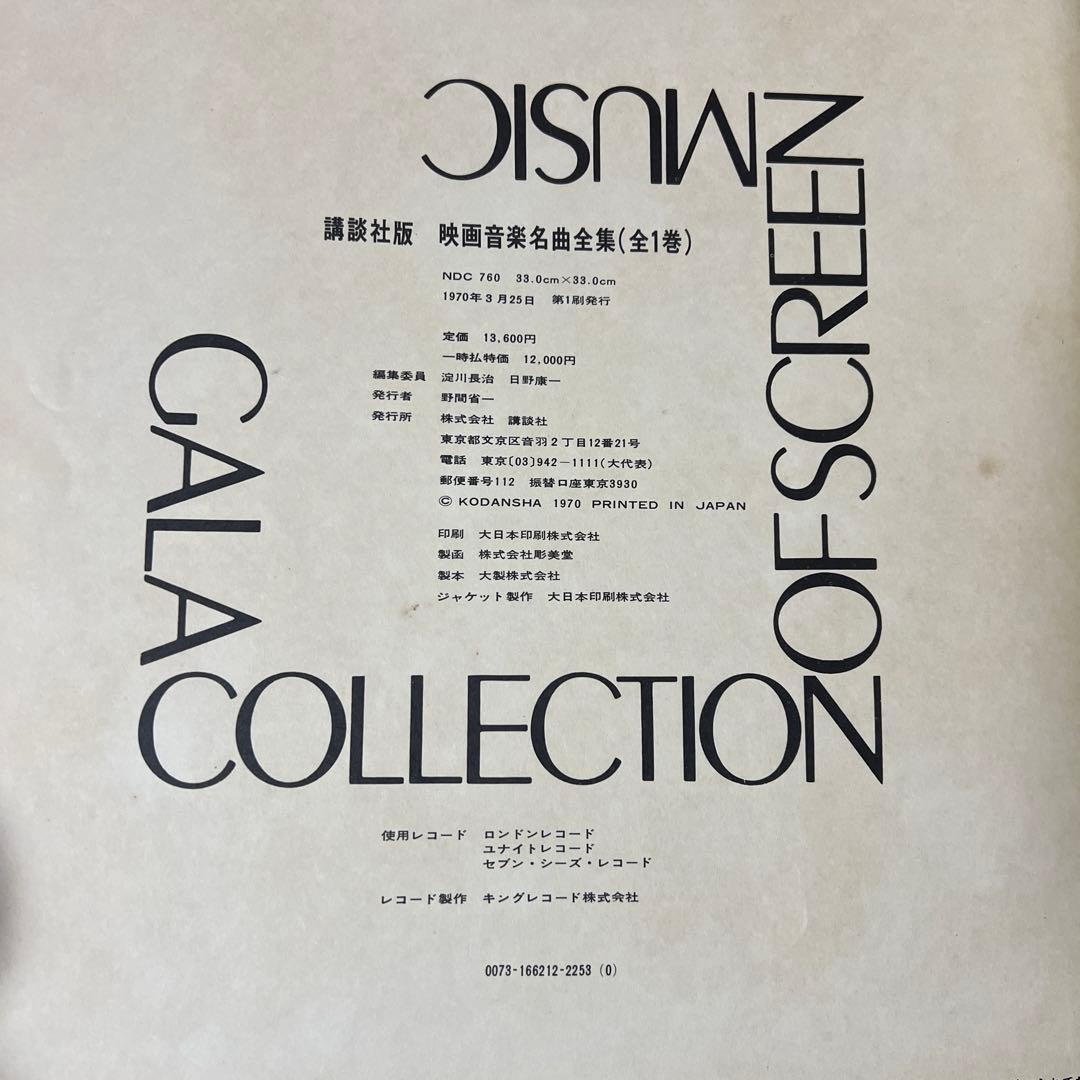 GALA
COLLECTION
OF SCREEN
MUSIC
講談社版 映画音楽名曲全集(全1巻)
NDC 760 33.0cm×33.0cm
1970年3月25日 第1刷発行
定価 13,600円
一時払特価 12,000円
編集委員 淀川長治 日野康一
発行者 野間省一
発行所 株式会社 講談社
東京都文京区音羽2丁目12番21号
電話 東京〔03〕942-1111(大代表)
郵便番号112 振替口座東京3930
© KODANSHA 1970 PRINTED IN JAPAN
印刷 大日本印刷株式会社
製函 株式会社彫美堂
製本 大製株式会社
ジャケット製作 大日本印刷株式会社
使用レコード ロンドンレコード
ユナイトレコード
セブン・シーズ・レコード
レコード製作 キングレコード株式会社
0073-166212-2253 (0)